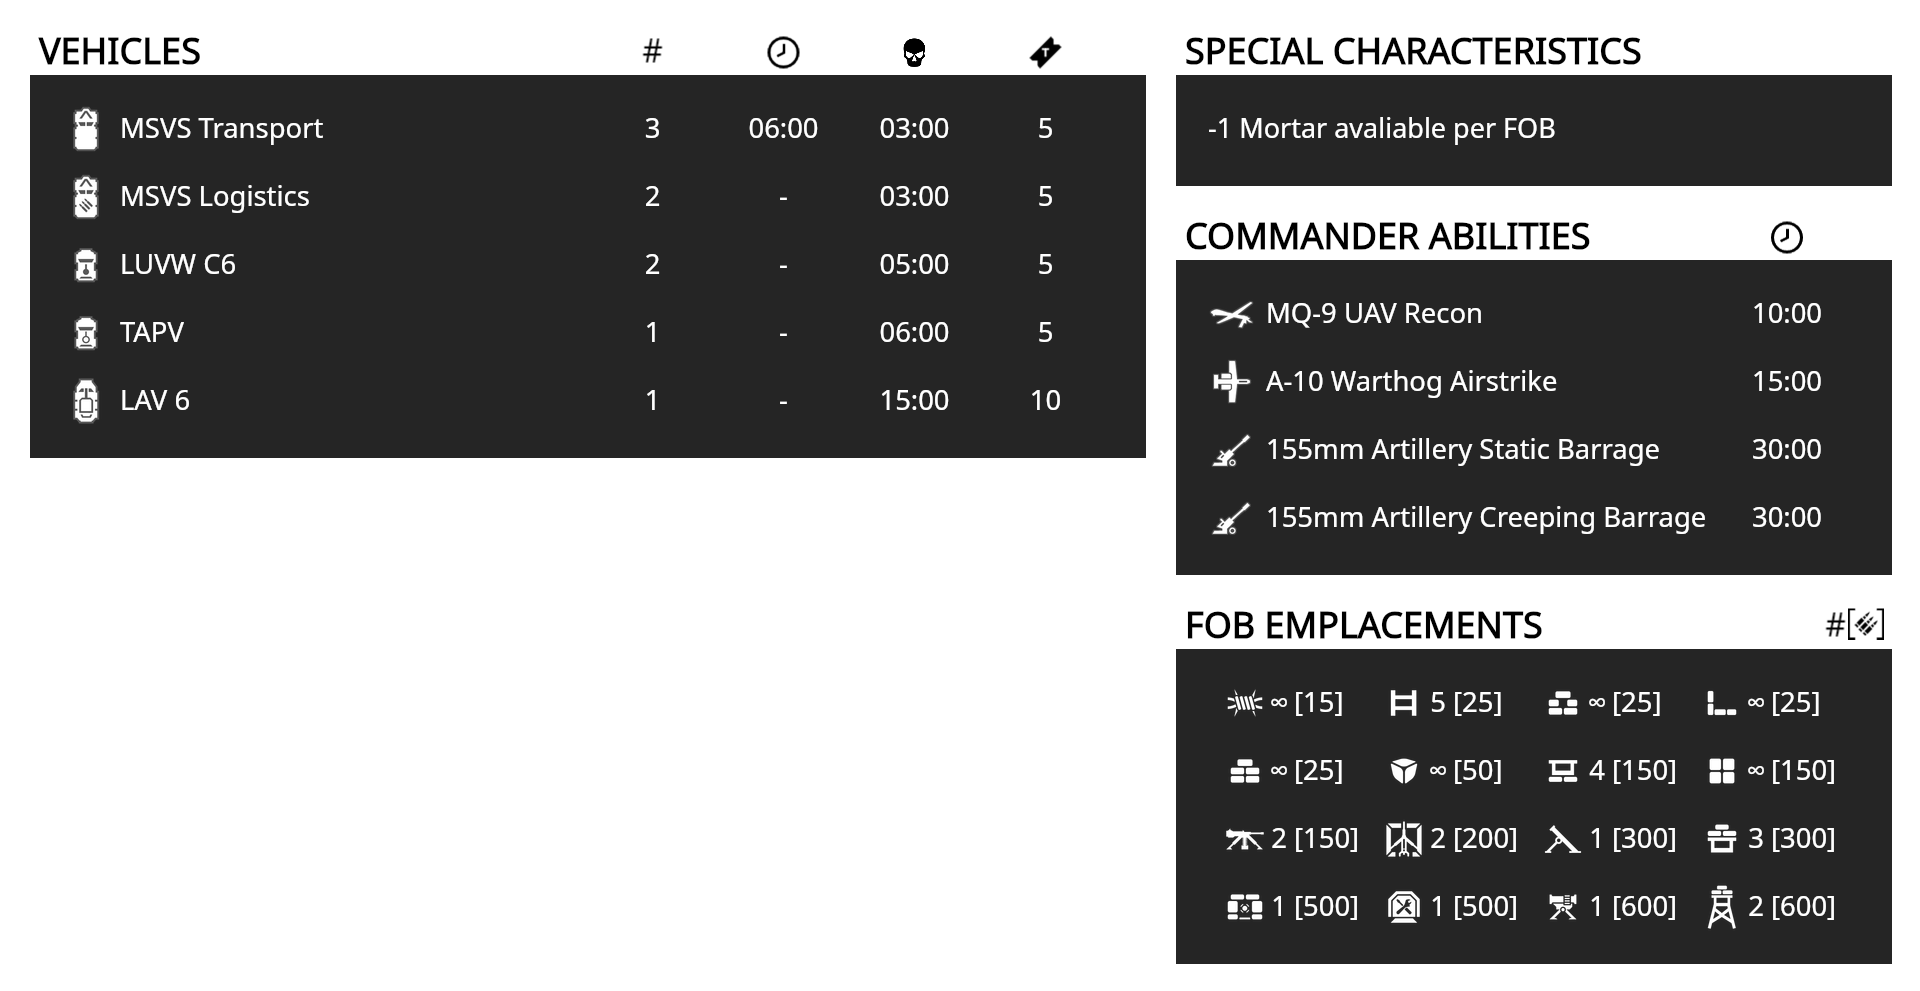 VEHICLES #
MSVS Transport 3 06:00 03:00 5
MSVS Logistics 2 - 03:00 5
LUVW C6 2 - 05:00 5
TAPV 1 - 06:00 5
LAV 6 1 - 15:00 10
SPECIAL CHARACTERISTICS
-1 Mortar avaliable per FOB
COMMANDER ABILITIES
MQ-9 UAV Recon 10:00
A-10 Warthog Airstrike 15:00
155mm Artillery Static Barrage 30:00
155mm Artillery Creeping Barrage 30:00
FOB EMPLACEMENTS #[]
∞ [15] 5 [25] ∞ [25] ∞ [25]
∞ [25] ∞ [50] 4 [150] ∞ [150]
2 [150] 2 [200] 1 [300] 3 [300]
1 [500] 1 [500] 1 [600] 2 [600]